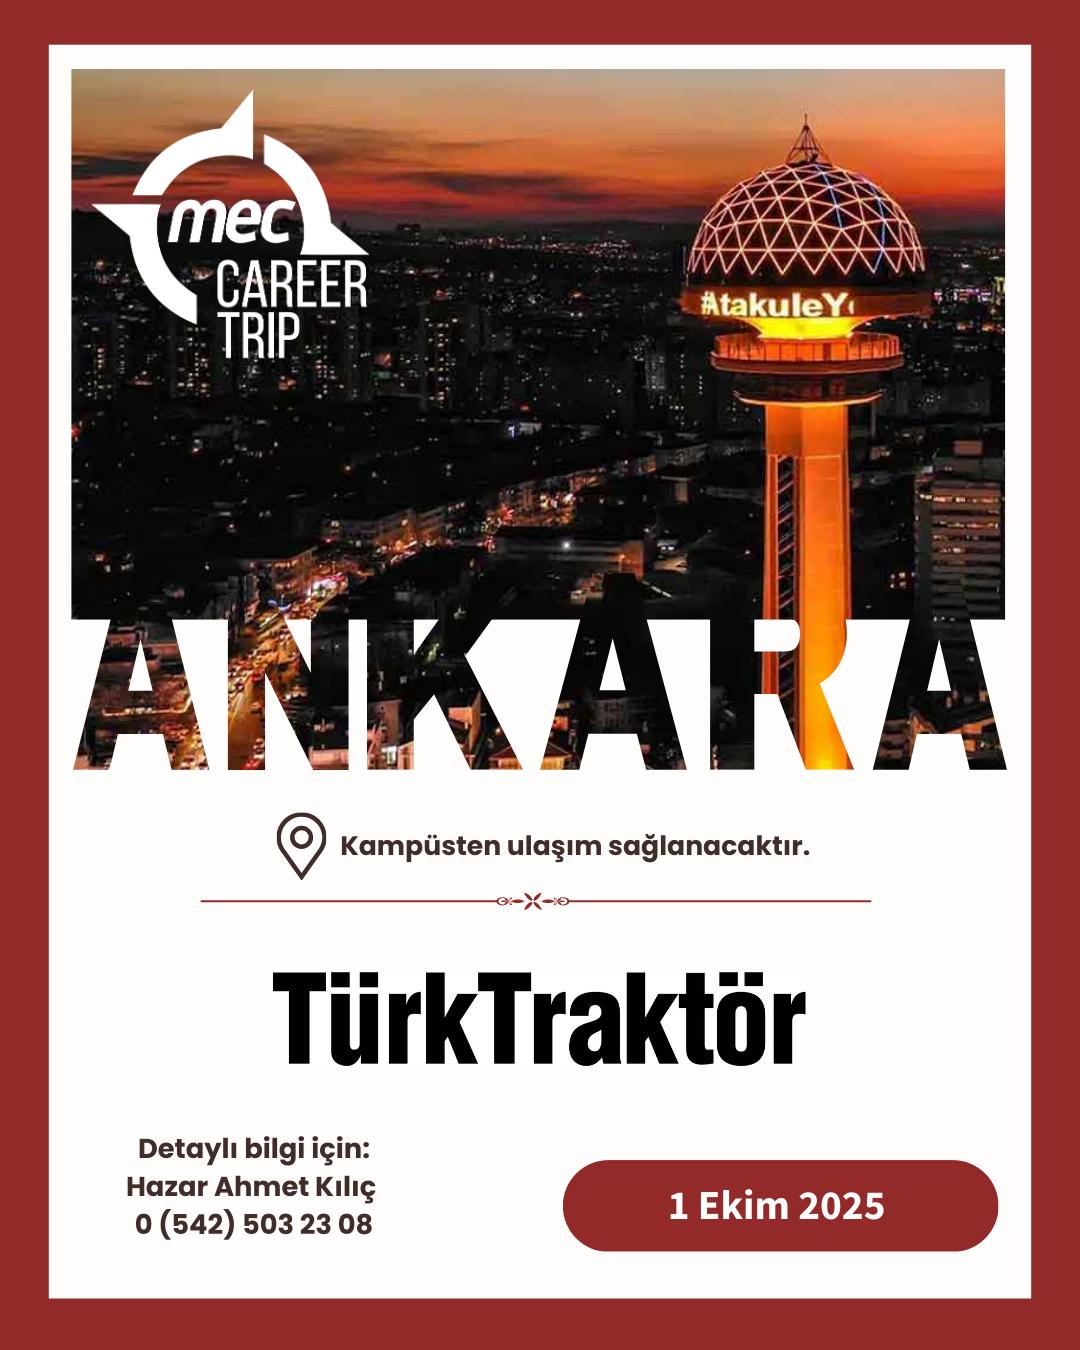 mec
CAREER
TRIP
#AtakuleY
ANKARA
Kampüsten ulaşım sağlanacaktır.
TürkTraktör
Detaylı bilgi için:
Hazar Ahmet Kılıç
0 (542) 503 23 08
1 Ekim 2025